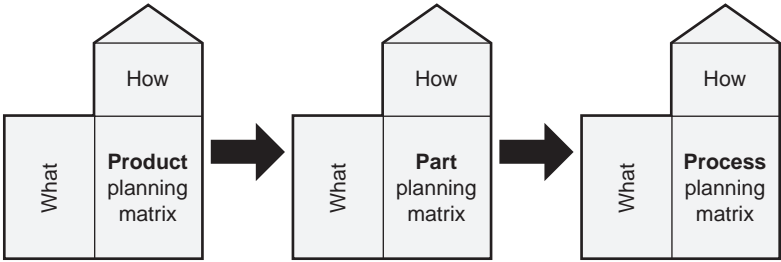 How
What
Product
planning
matrix
How
What
Part
planning
matrix
How
What
Process
planning
matrix